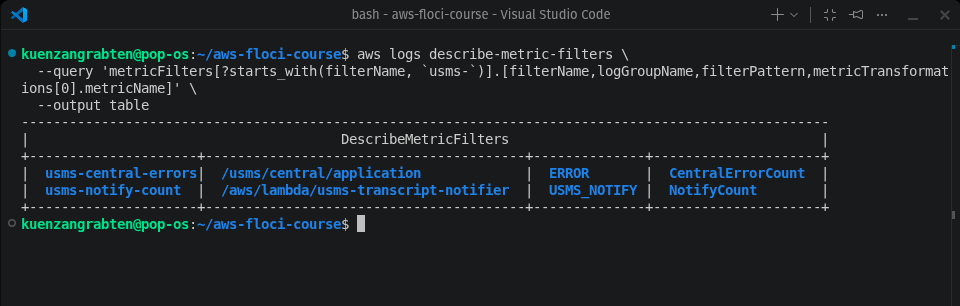 bash - aws-floci-course - Visual Studio Code
kuenzangrabten@pop-os:~/aws-floci-course$ aws logs describe-metric-filters \
  --query 'metricFilters[?starts_with(filterName, `usms-`)].[filterName,logGroupName,filterPattern,metricTransformat
ions[0].metricName]' \
  --output table
-----------------------------------------------------------------------------------------------------
|                                       DescribeMetricFilters                                       |
+---------------------+----------------------------------------+--------------+---------------------+
|  usms-central-errors|  /usms/central/application             |  ERROR       |  CentralErrorCount  |
|  usms-notify-count  |  /aws/lambda/usms-transcript-notifier  |  USMS_NOTIFY |  NotifyCount        |
+---------------------+----------------------------------------+--------------+---------------------+
kuenzangrabten@pop-os:~/aws-floci-course$